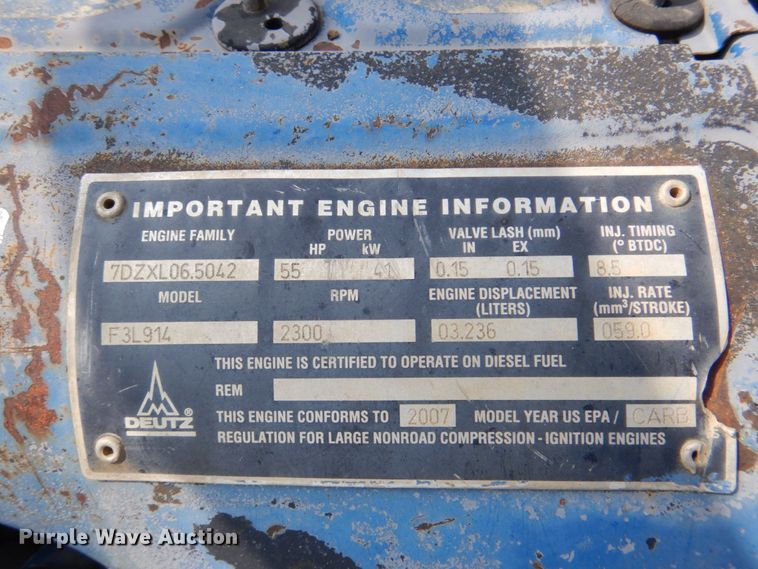 IMPORTANT ENGINE INFORMATION
ENGINE FAMILY POWER VALVE LASH (mm) INJ. TIMING
HP kW IN EX (° BTDC)
7DZXL06.5042 55 41 0.15 0.15 8.5
MODEL RPM ENGINE DISPLACEMENT INJ. RATE
(LITERS) (mm³/STROKE)
F3L914 2300 03.236 059.0
THIS ENGINE IS CERTIFIED TO OPERATE ON DIESEL FUEL
REM
DEUTZ ®
THIS ENGINE CONFORMS TO 2007 MODEL YEAR US EPA / CARB
REGULATION FOR LARGE NONROAD COMPRESSION - IGNITION ENGINES
Purple Wave Auction